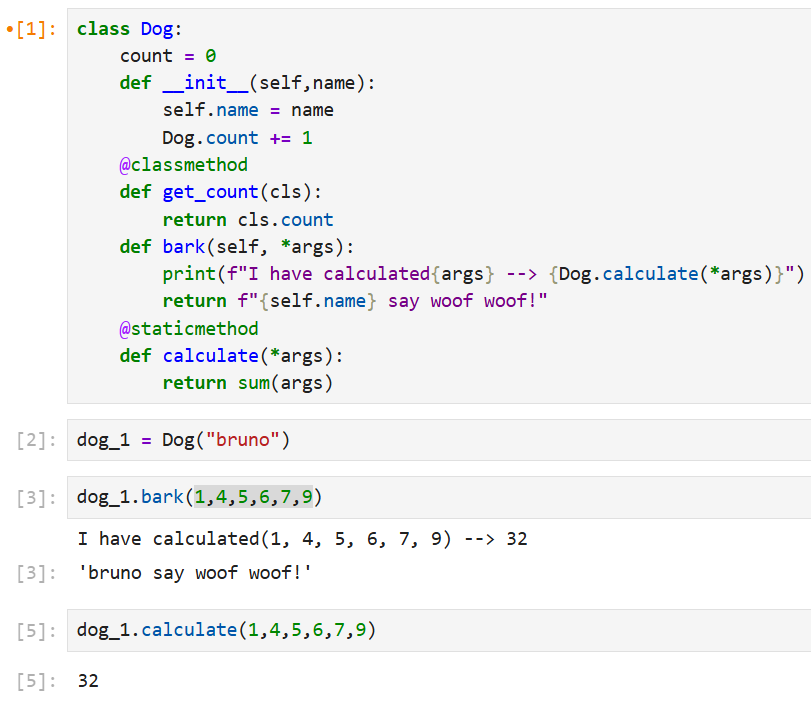 •[1]: class Dog:
    count = 0
    def __init__(self,name):
        self.name = name
        Dog.count += 1
    @classmethod
    def get_count(cls):
        return cls.count
    def bark(self, *args):
        print(f"I have calculated{args} --> {Dog.calculate(*args)}")
        return f"{self.name} say woof woof!"
    @staticmethod
    def calculate(*args):
        return sum(args)
[2]: dog_1 = Dog("bruno")
[3]: dog_1.bark(1,4,5,6,7,9)
I have calculated(1, 4, 5, 6, 7, 9) --> 32
[3]: 'bruno say woof woof!'
[5]: dog_1.calculate(1,4,5,6,7,9)
[5]: 32